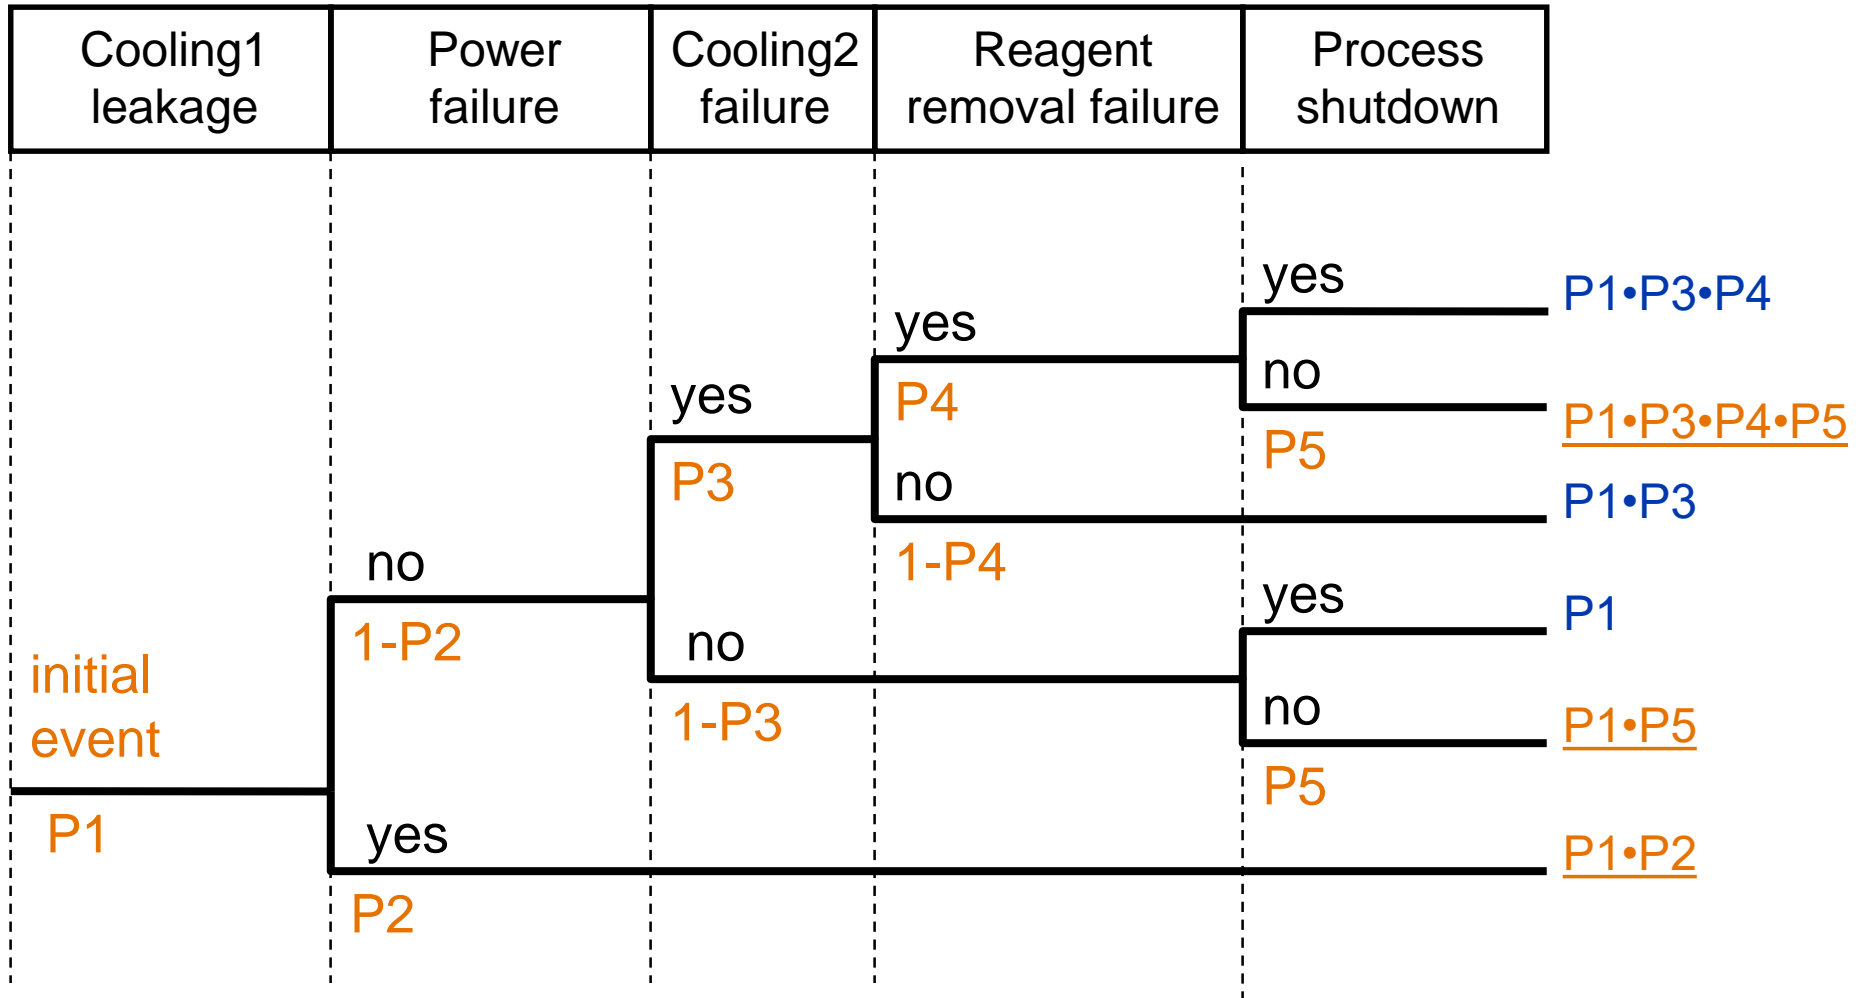 Cooling1
leakage
Power
failure
Cooling2
failure
Reagent
removal failure
Process
shutdown
yes
P1•P3•P4
yes
no
P4
P1•P3•P4•P5
yes
P5
P3
no
P1•P3
no
1-P4
yes
P1
1-P2
no
initial
event
1-P3
no
P1•P5
P5
P1
yes
P1•P2
P2